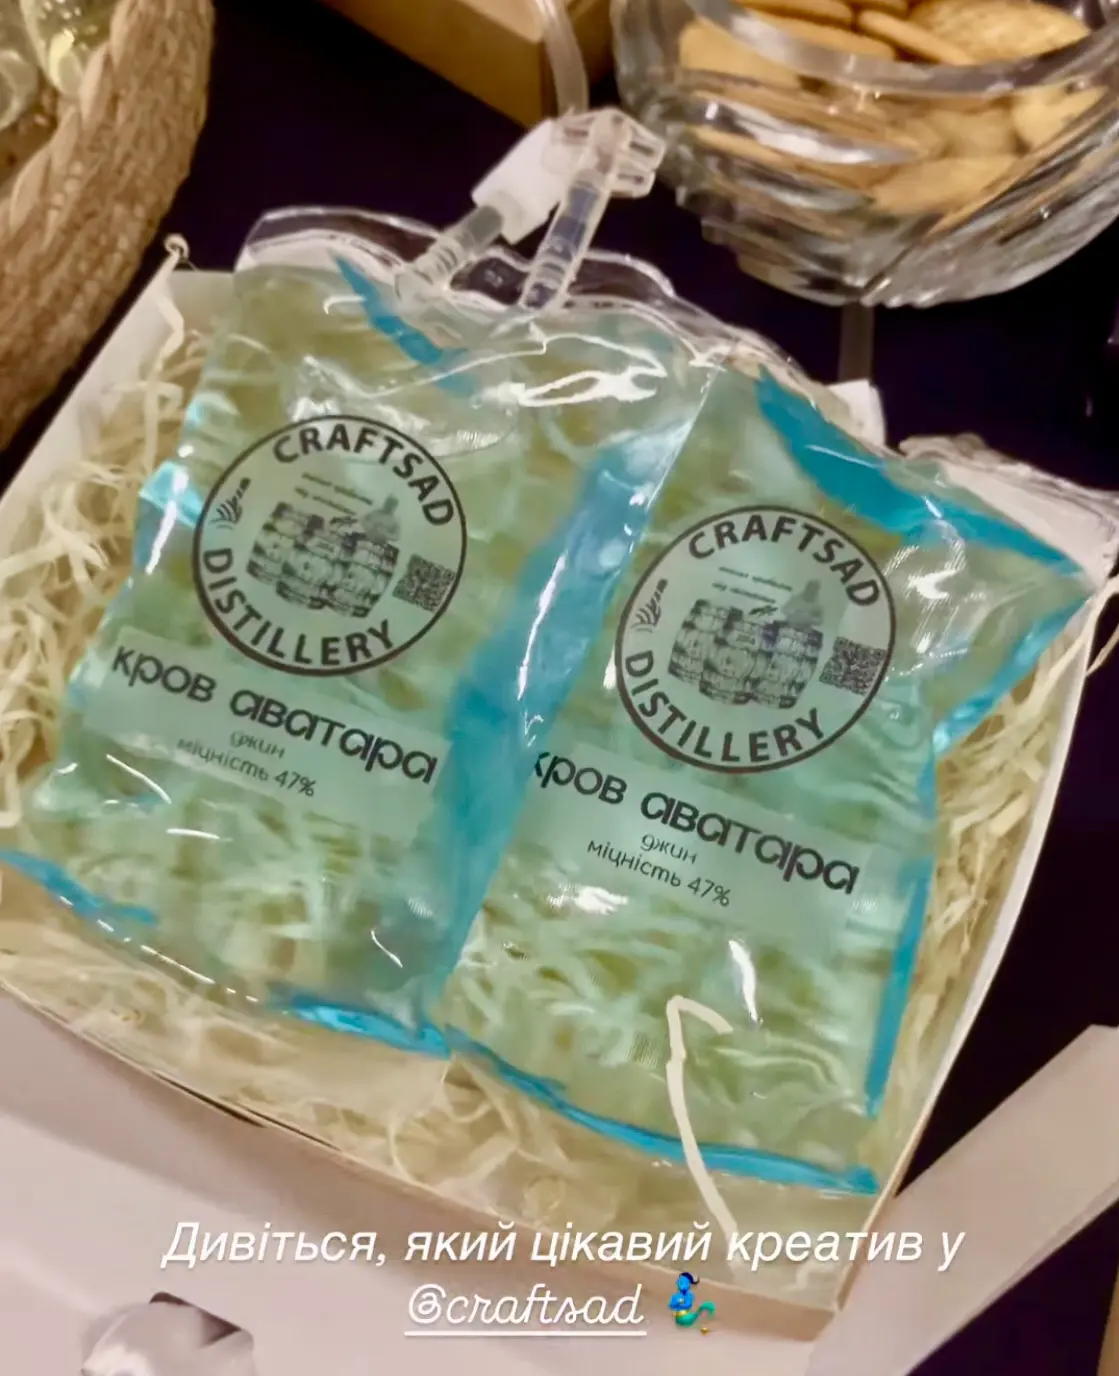 CRAFTSAD
DISTILLERY
кров аватара
джин
міцність 47%
CRAFTSAD
DISTILLERY
кров аватара
джин
міцність 47%
Дивіться, який цікавий креатив у
@craftsad